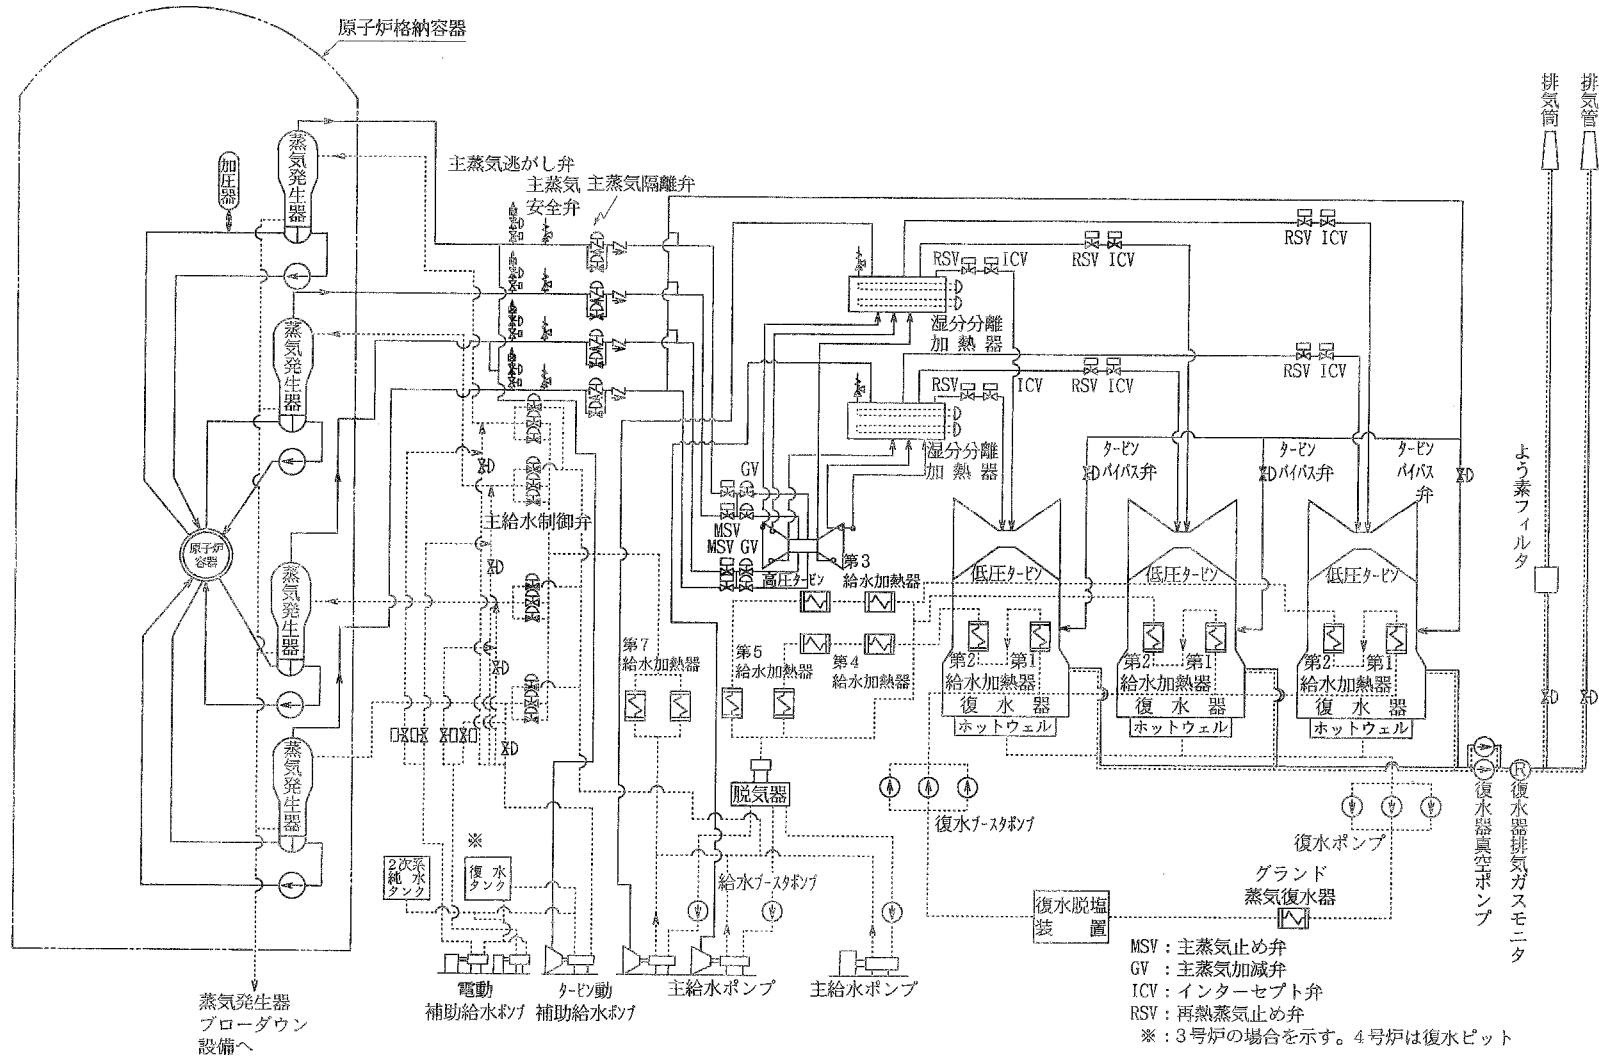 原子炉格納容器
排気筒
排気管
蒸気発生器
加圧器
主蒸気逃がし弁
主蒸気
安全弁
主蒸気隔離弁
RSV ICV
RSV ICV
RSV ICV
湿分分離
加熱器
蒸気発生器
RSV ICV
RSV ICV
RSV ICV
湿分分離
加熱器
タービン
バイパス弁
タービン
バイパス弁
タービン
バイパス
弁
よう素フィルタ
GV
MSV
MSV GV
主給水制御弁
原子炉
容器
高圧タービン
第3
給水加熱器
低圧タービン
低圧タービン
低圧タービン
蒸気発生器
第7
給水加熱器
第5
給水加熱器
第4
給水加熱器
第2 第1
給水加熱器
復水器
ホットウェル
第2 第1
給水加熱器
復水器
ホットウェル
第2 第1
給水加熱器
復水器
ホットウェル
蒸気発生器
脱気器
R
復水ブースタポンプ
復水ポンプ
復水器真空ポンプ
復水器排気ガスモニタ
※
2次系
純水
タンク
復水
タンク
給水ブースタポンプ
グランド
蒸気復水器
復水脱塩
装置
電動
補助給水ポンプ
タービン動
補助給水ポンプ
主給水ポンプ
主給水ポンプ
蒸気発生器
ブローダウン
設備へ
MSV:主蒸気止め弁
GV :主蒸気加減弁
ICV:インターセプト弁
RSV:再熱蒸気止め弁
※:3号炉の場合を示す。4号炉は復水ピット